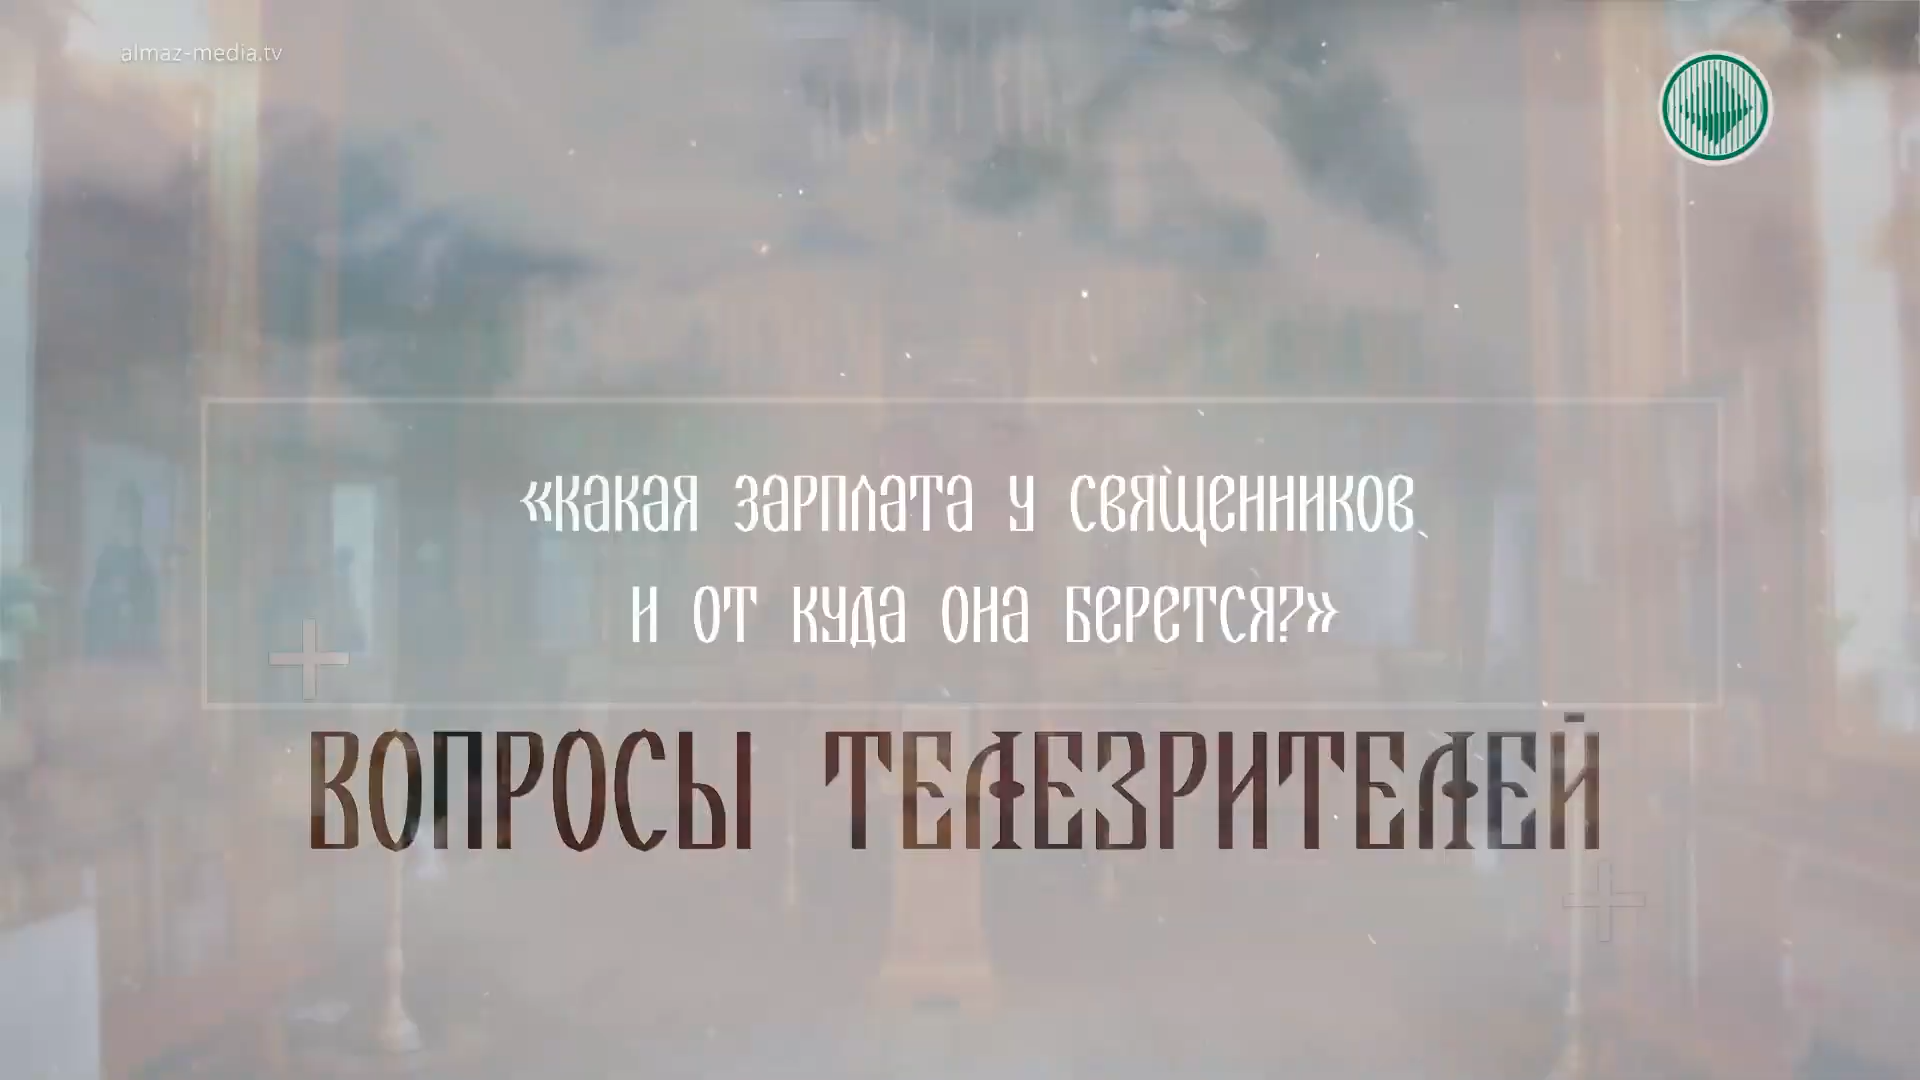 almaz-media.tv
«КАКАЯ ЗАРПЛАТА У СВЯЩЕННИКОВ
И ОТ КУДА ОНА БЕРЕТСЯ?»
ВОПРОСЫ ТЕЛЕЗРИТЕЛЕЙ